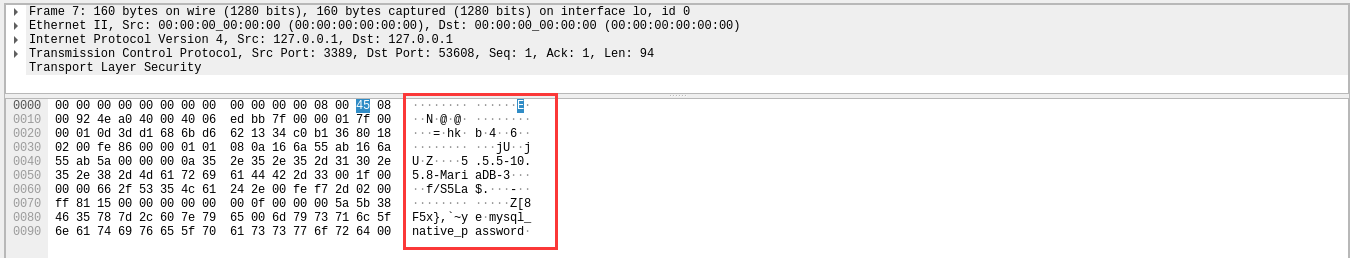 Frame 7: 160 bytes on wire (1280 bits), 160 bytes captured (1280 bits) on interface lo, id 0
Ethernet II, Src: 00:00:00_00:00:00 (00:00:00:00:00:00), Dst: 00:00:00_00:00:00 (00:00:00:00:00:00)
Internet Protocol Version 4, Src: 127.0.0.1, Dst: 127.0.0.1
Transmission Control Protocol, Src Port: 3389, Dst Port: 53608, Seq: 1, Ack: 1, Len: 94
Transport Layer Security
0000 00 00 00 00 00 00 00 00 00 00 00 00 08 00 45 08 ········ ······E·
0010 00 92 4e a0 40 00 40 06 ed bb 7f 00 00 01 7f 00 ··N·@·@· ········
0020 00 01 0d 3d d1 68 6b d6 62 13 34 c0 b1 36 80 18 ···=·hk· b·4··6··
0030 02 00 fe 86 00 00 01 01 08 0a 16 6a 55 ab 16 6a ········ ···jU··j
0040 55 ab 5a 00 00 00 0a 35 2e 35 2e 35 2d 31 30 2e U·Z····5 .5.5-10.
0050 35 2e 38 2d 4d 61 72 69 61 44 42 2d 33 00 1f 00 5.8-Mari aDB-3···
0060 00 00 66 2f 53 35 4c 61 24 2e 00 fe f7 2d 02 00 ··f/S5La $.···-··
0070 ff 81 15 00 00 00 00 00 00 0f 00 00 00 5a 5b 38 ········ ·····Z[8
0080 46 35 78 7d 2c 60 7e 79 65 00 6d 79 73 71 6c 5f F5x},`~y e·mysql_
0090 6e 61 74 69 76 65 5f 70 61 73 73 77 6f 72 64 00 native_p assword·